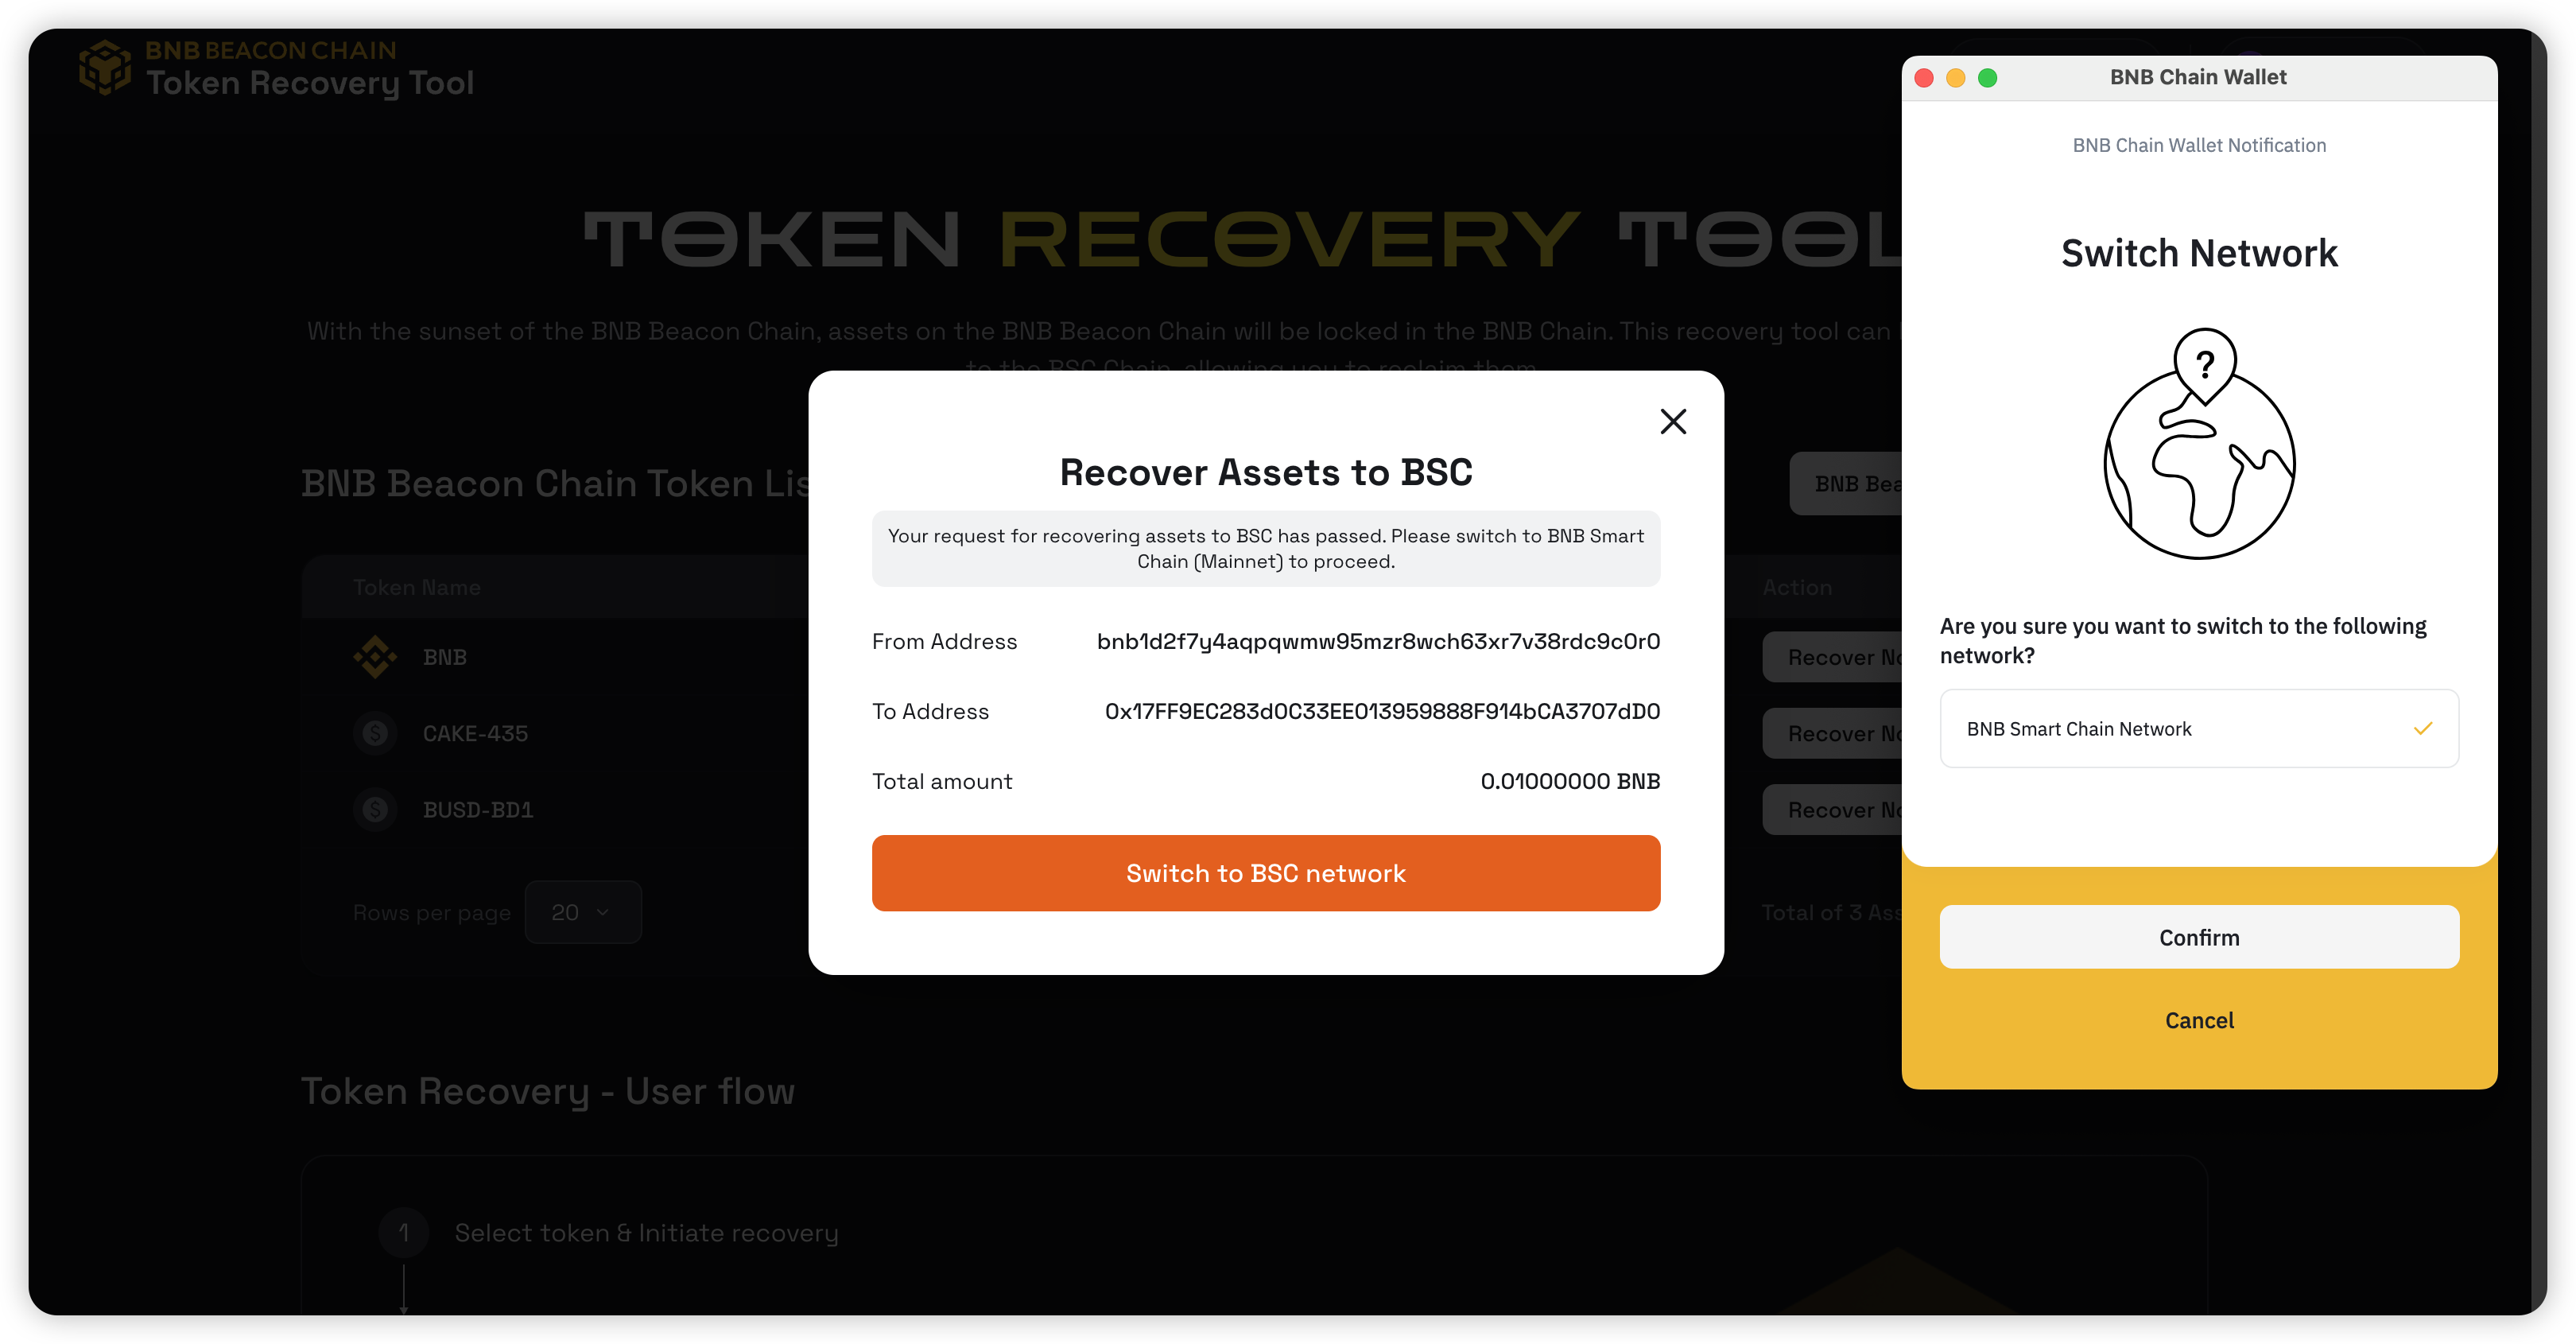 BNB BEACON CHAIN
Token Recovery Tool
TOKEN RECOVERY TOOL
With the sunset of the BNB Beacon Chain, assets on the BNB Beacon Chain will be locked in the BNB Chain. This recovery tool can
to the BSC Chain, allowing you to reclaim them
BNB Beacon Chain Token Lis
BNB Bea
Token Name
Action
BNB
Recover No
CAKE-435
Recover No
BUSD-BD1
Recover No
Rows per page
20
Total of 3 Ass
Token Recovery - User flow
1
Select token & Initiate recovery
Recover Assets to BSC
Your request for recovering assets to BSC has passed. Please switch to BNB Smart
Chain (Mainnet) to proceed.
From Address bnb1d2f7y4aqpqwmw95mzr8wch63xr7v38rdc9c0r0
To Address 0x17FF9EC283d0C33EE013959888F914bCA3707dD0
Total amount 0.01000000 BNB
Switch to BSC network
BNB Chain Wallet
BNB Chain Wallet Notification
Switch Network
?
Are you sure you want to switch to the following
network?
BNB Smart Chain Network
Confirm
Cancel